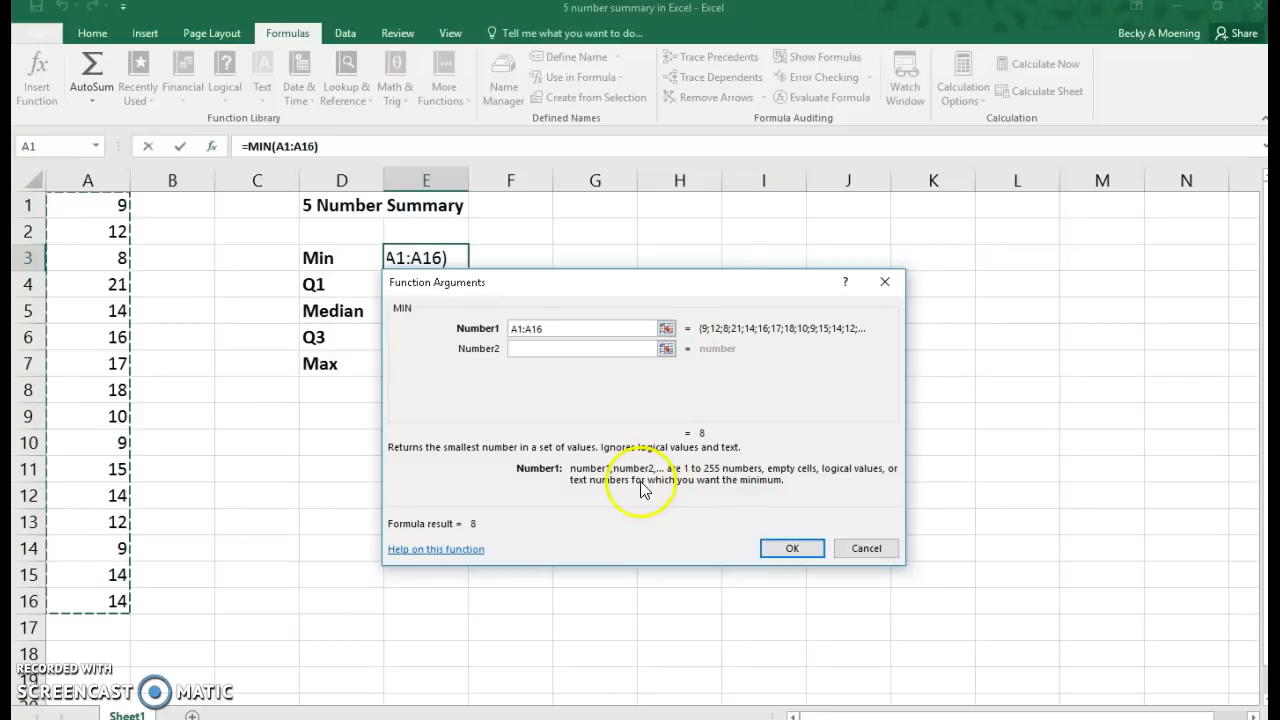 5 number summary in Excel - Excel
Home Insert Page Layout Formulas Data Review View Tell me what you want to do... Becky A Moening Share
Insert Function
AutoSum
Recently Used
Financial
Logical
Text
Date & Time
Lookup & Reference
Math & Trig
More Functions
Function Library
Name Manager
Define Name
Use in Formula
Create from Selection
Defined Names
Trace Precedents
Trace Dependents
Remove Arrows
Show Formulas
Error Checking
Evaluate Formula
Formula Auditing
Watch Window
Calculation Options
Calculate Now
Calculate Sheet
Calculation
A1 fx =MIN(A1:A16)
A B C D E F G H I J K L M N
1 9 5 Number Summary
2 12
3 8 Min A1:A16)
4 21 Q1
5 14 Median
6 16 Q3
7 17 Max
8 18
9 10
10 9
11 15
12 14
13 12
14 9
15 14
16 14
17
18
19
Function Arguments ?
MIN
Number1 A1:A16 = {9;12;8;21;14;16;17;18;10;9;15;14;12;...
Number2 = number
= 8
Returns the smallest number in a set of values. Ignores logical values and text.
Number1: number1,number2,... are 1 to 255 numbers, empty cells, logical values, or
text numbers for which you want the minimum.
Formula result = 8
Help on this function OK Cancel
RECORDED WITH
SCREENCAST MATIC
Sheet1